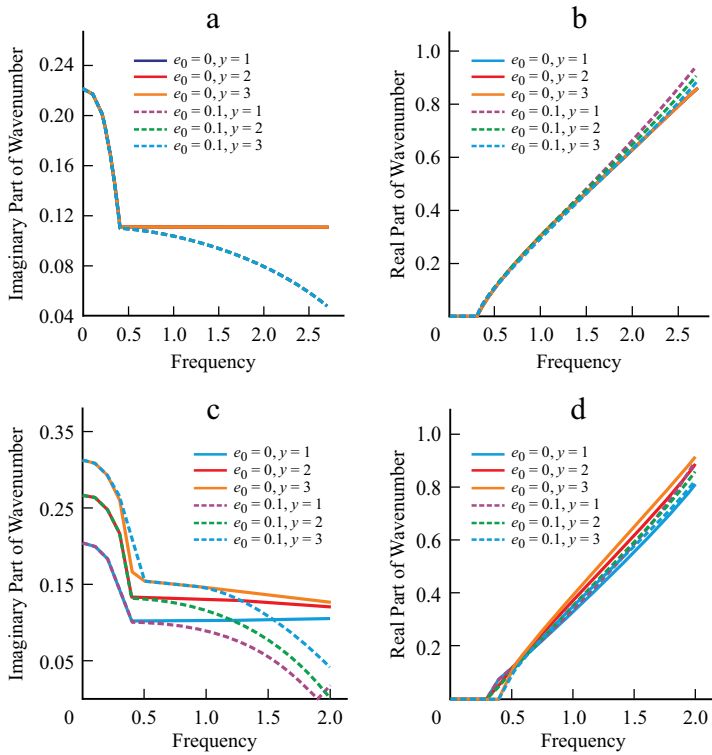 a
Imaginary Part of Wavenumber
0.24
0.20
0.16
0.12
0.08
0.04
e0 = 0, y = 1
e0 = 0, y = 2
e0 = 0, y = 3
e0 = 0.1, y = 1
e0 = 0.1, y = 2
e0 = 0.1, y = 3
0 0.5 1.0 1.5 2.0 2.5
Frequency
b
Real Part of Wavenumber
1.0
0.8
0.6
0.4
0.2
e0 = 0, y = 1
e0 = 0, y = 2
e0 = 0, y = 3
e0 = 0.1, y = 1
e0 = 0.1, y = 2
e0 = 0.1, y = 3
0 0.5 1.0 1.5 2.0 2.5
Frequency
c
Imaginary Part of Wavenumber
0.35
0.25
0.15
0.05
e0 = 0, y = 1
e0 = 0, y = 2
e0 = 0, y = 3
e0 = 0.1, y = 1
e0 = 0.1, y = 2
e0 = 0.1, y = 3
0 0.5 1.0 1.5 2.0
Frequency
d
Real Part of Wavenumber
1.0
0.8
0.6
0.4
0.2
e0 = 0, y = 1
e0 = 0, y = 2
e0 = 0, y = 3
e0 = 0.1, y = 1
e0 = 0.1, y = 2
e0 = 0.1, y = 3
0 0.5 1.0 1.5 2.0
Frequency